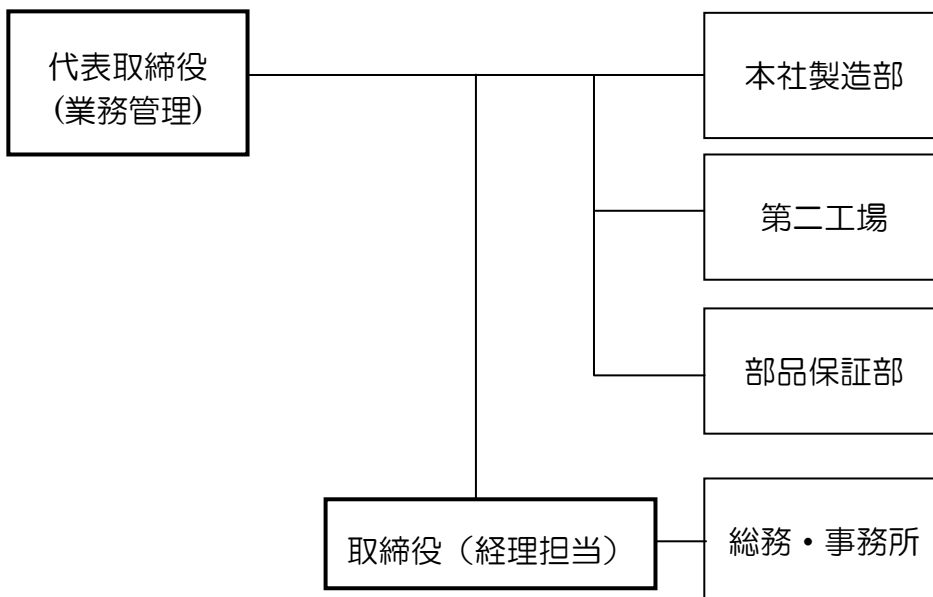 代表取締役
(業務管理)
本社製造部
第二工場
部品保証部
取締役（経理担当）
総務・事務所